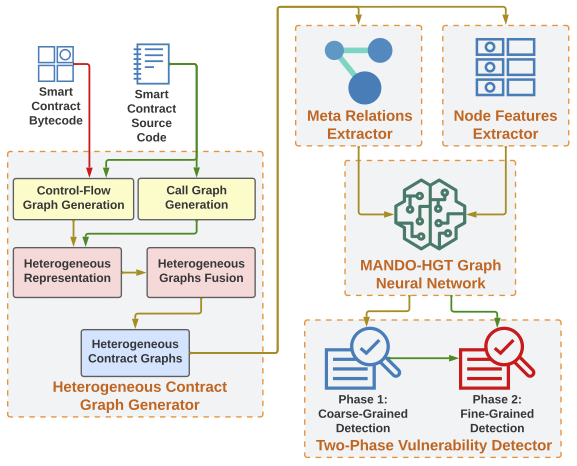 Smart
Contract
Bytecode
Smart
Contract
Source
Code
Control-Flow
Graph Generation
Call Graph
Generation
Heterogeneous
Representation
Heterogeneous
Graphs Fusion
Heterogeneous
Contract Graphs
Heterogeneous Contract
Graph Generator
Meta Relations
Extractor
Node Features
Extractor
MANDO-HGT Graph
Neural Network
Phase 1:
Coarse-Grained
Detection
Phase 2:
Fine-Grained
Detection
Two-Phase Vulnerability Detector